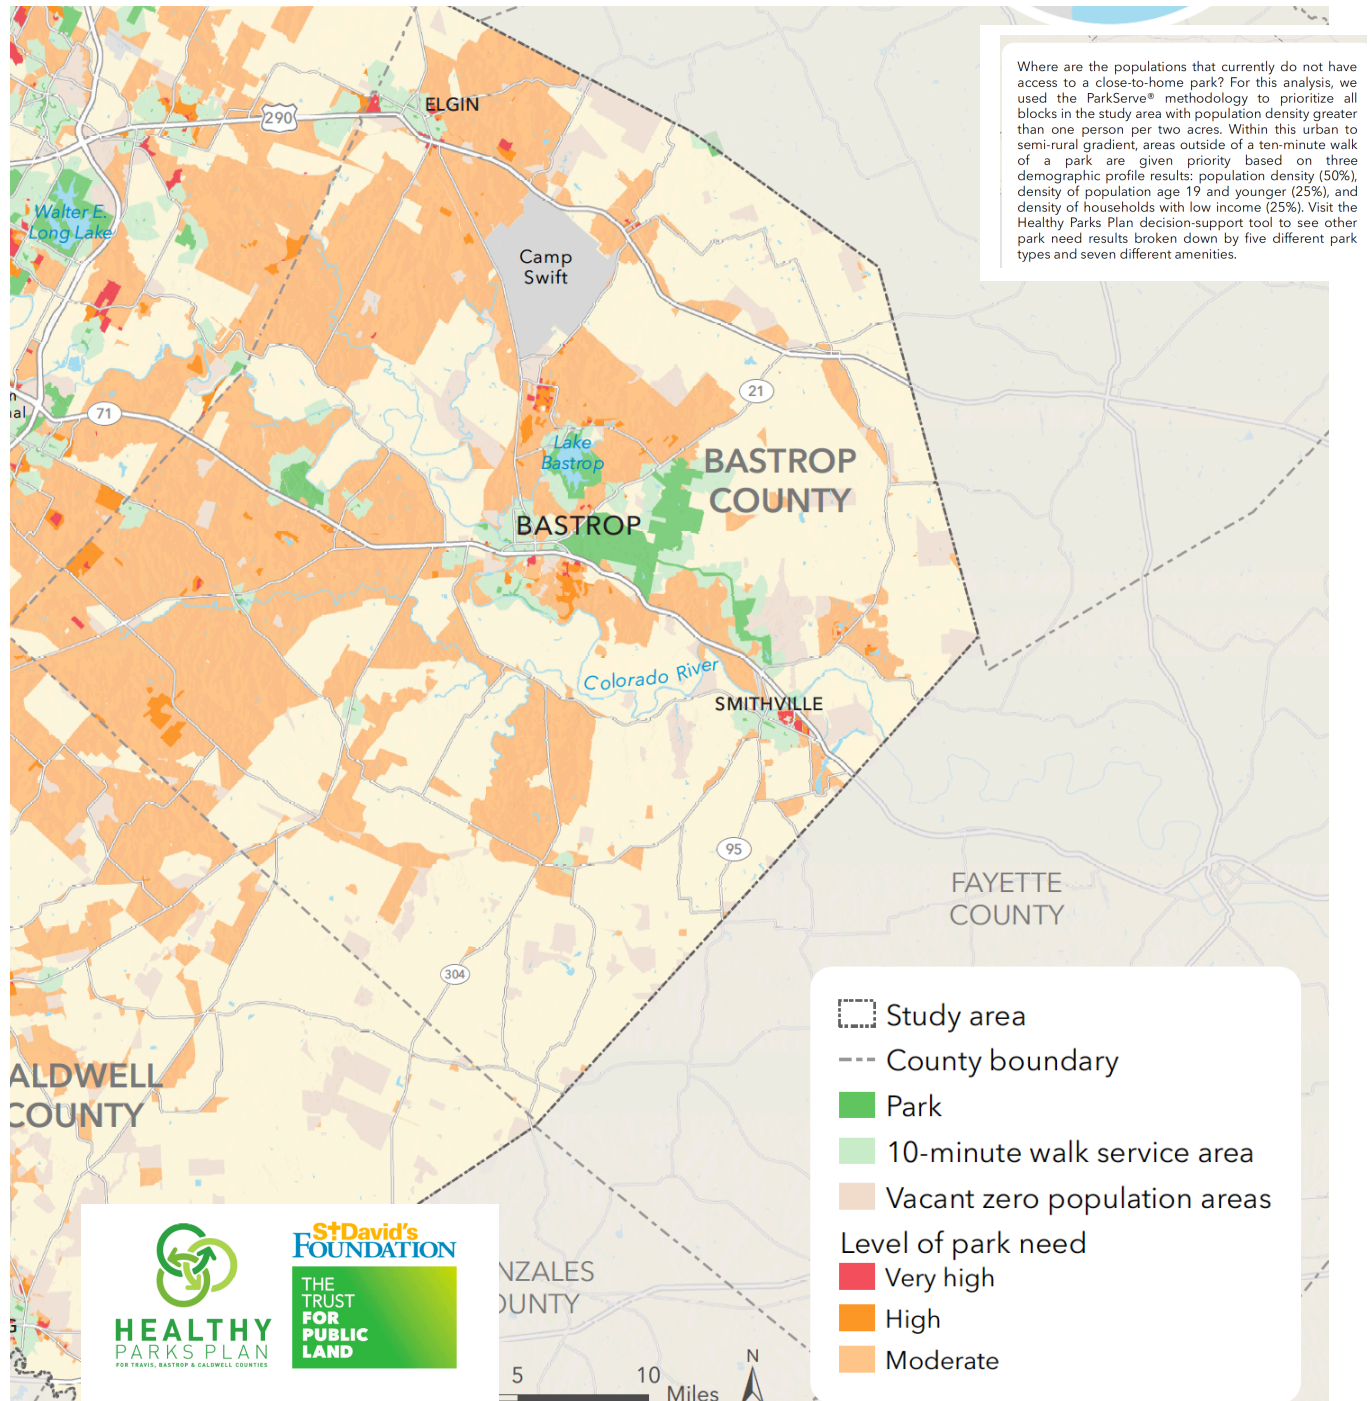 Where are the populations that currently do not have
access to a close-to-home park? For this analysis, we
used the ParkServe® methodology to prioritize all
blocks in the study area with population density greater
than one person per two acres. Within this urban to
semi-rural gradient, areas outside of a ten-minute walk
of a park are given priority based on three
demographic profile results: population density (50%),
density of population age 19 and younger (25%), and
density of households with low income (25%). Visit the
Healthy Parks Plan decision-support tool to see other
park need results broken down by five different park
types and seven different amenities.
ELGIN
290
Walter E.
Long Lake
Camp
Swift
21
n
nal
71
Lake
Bastrop
BASTROP
COUNTY
BASTROP
Colorado River
SMITHVILLE
95
FAYETTE
COUNTY
304
ALDWELL
COUNTY
NZALES
OUNTY
G
Study area
County boundary
Park
10-minute walk service area
Vacant zero population areas
Level of park need
Very high
High
Moderate
HEALTHY
PARKS PLAN
FOR TRAVIS, BASTROP & CALDWELL COUNTIES
St David's
FOUNDATION
THE
TRUST
FOR
PUBLIC
LAND
5 10
Miles
N